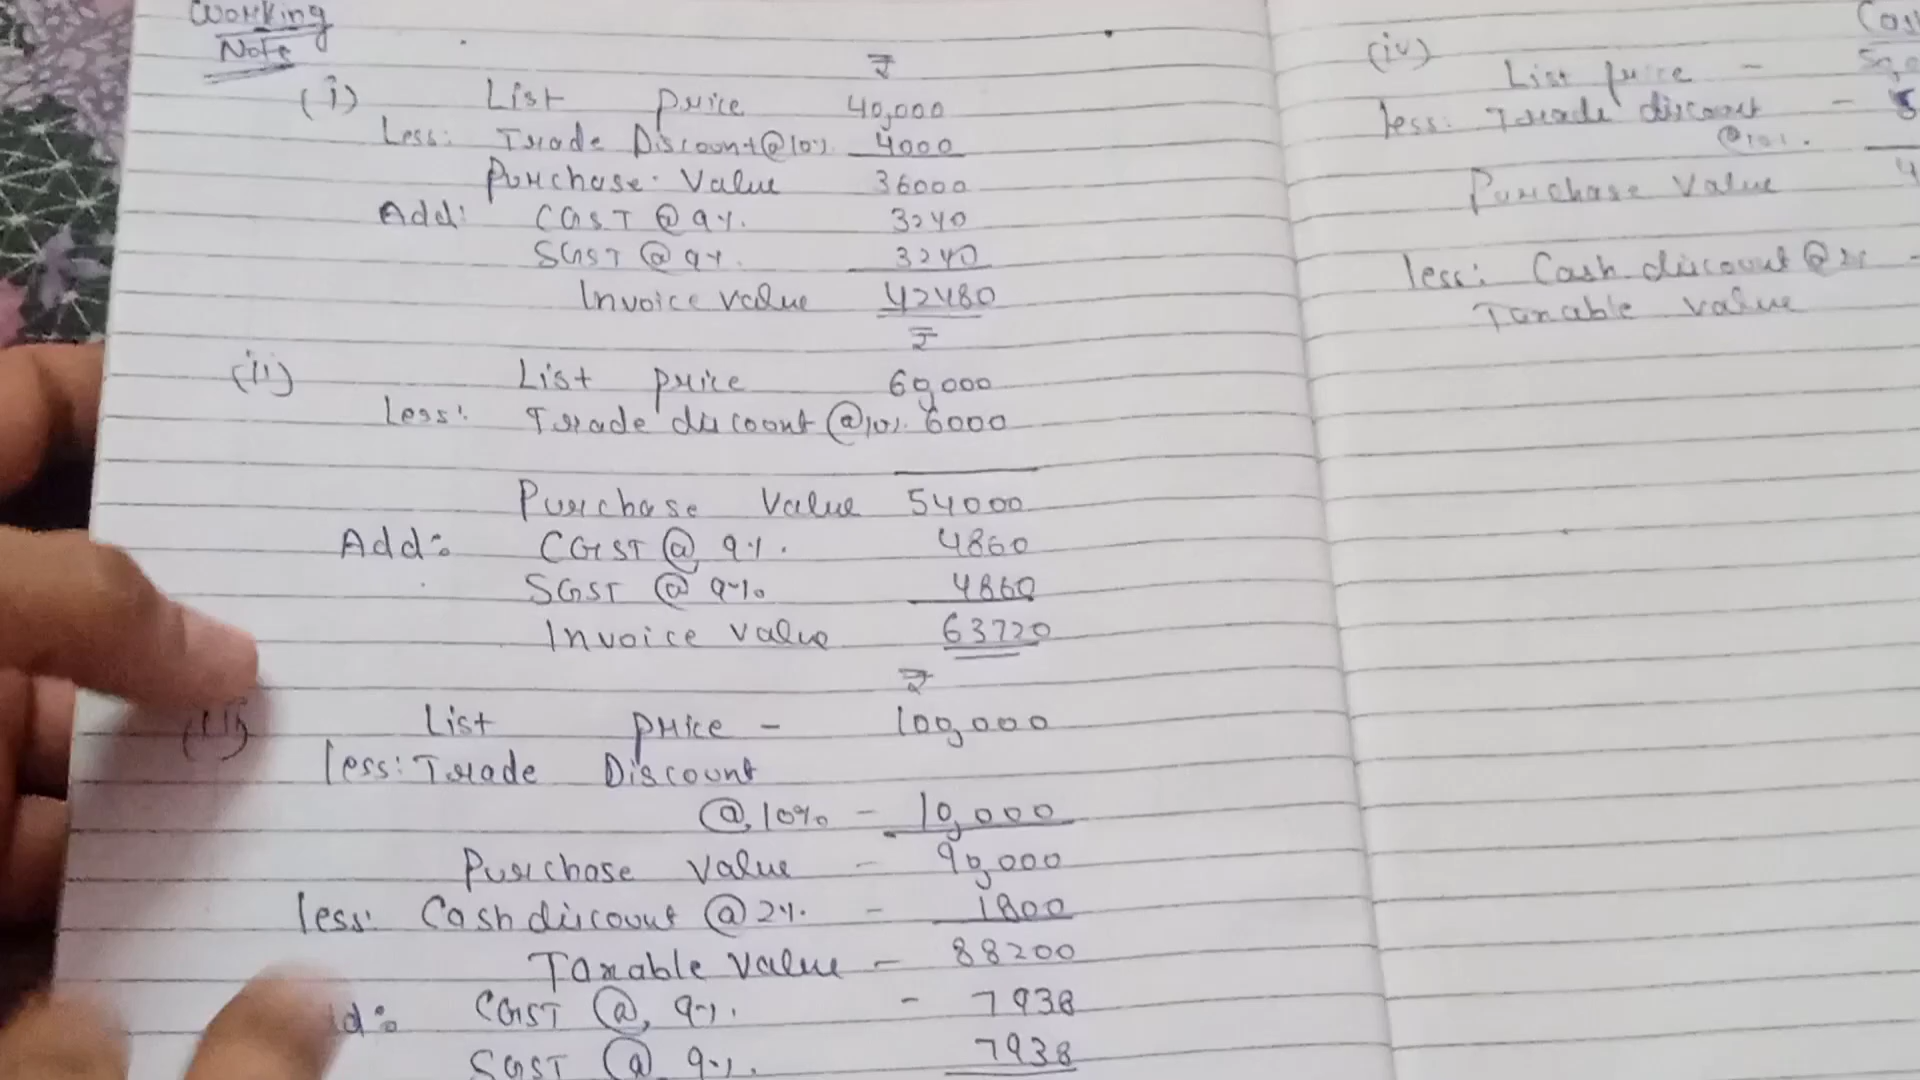 Working
Note
₹
(i) List price 40,000
Less: Trade Discount @ 10% 4000
Purchase Value 36000
Add: CGST @ 9%. 3240
SGST @ 9%. 3240
Invoice value 42480
₹
(ii) List price 60,000
Less: Trade discount @ 10%. 6000
Purchase Value 54000
Add: CGST @ 9%. 4860
SGST @ 9% 4860
Invoice value 63720
₹
(iii) List price - 100,000
less: Trade Discount
@ 10% - 10,000
Purchase value - 90,000
less: Cash discount @ 2%. - 1800
Taxable value - 88200
CGST @ 9%. - 7938
SGST @ 9%. 7938
(iv)
List price -
less: Trade discount -
@ 10%.
Purchase Value
less: Cash discount @ 2% -
Taxable value